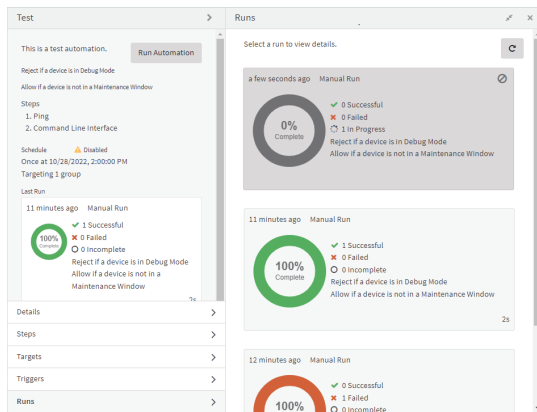 Test
This is a test automation.
Run Automation
Reject if a device is in Debug Mode
Allow if a device is not in a Maintenance Window
Steps
1. Ping
2. Command Line Interface
Schedule Disabled
Once at 10/28/2022, 2:00:00 PM
Targeting 1 group
Last Run
11 minutes ago Manual Run
100%
Complete
1 Successful
0 Failed
0 Incomplete
Reject if a device is in Debug Mode
Allow if a device is not in a
Maintenance Window
2s
Details
Steps
Targets
Triggers
Runs
Runs
Select a run to view details.
a few seconds ago Manual Run
0%
Complete
0 Successful
0 Failed
1 In Progress
Reject if a device is in Debug Mode
Allow if a device is not in a Maintenance Window
11 minutes ago Manual Run
100%
Complete
1 Successful
0 Failed
0 Incomplete
Reject if a device is in Debug Mode
Allow if a device is not in a Maintenance Window
2s
12 minutes ago Manual Run
100%
0 Successful
1 Failed
0 Incomplete